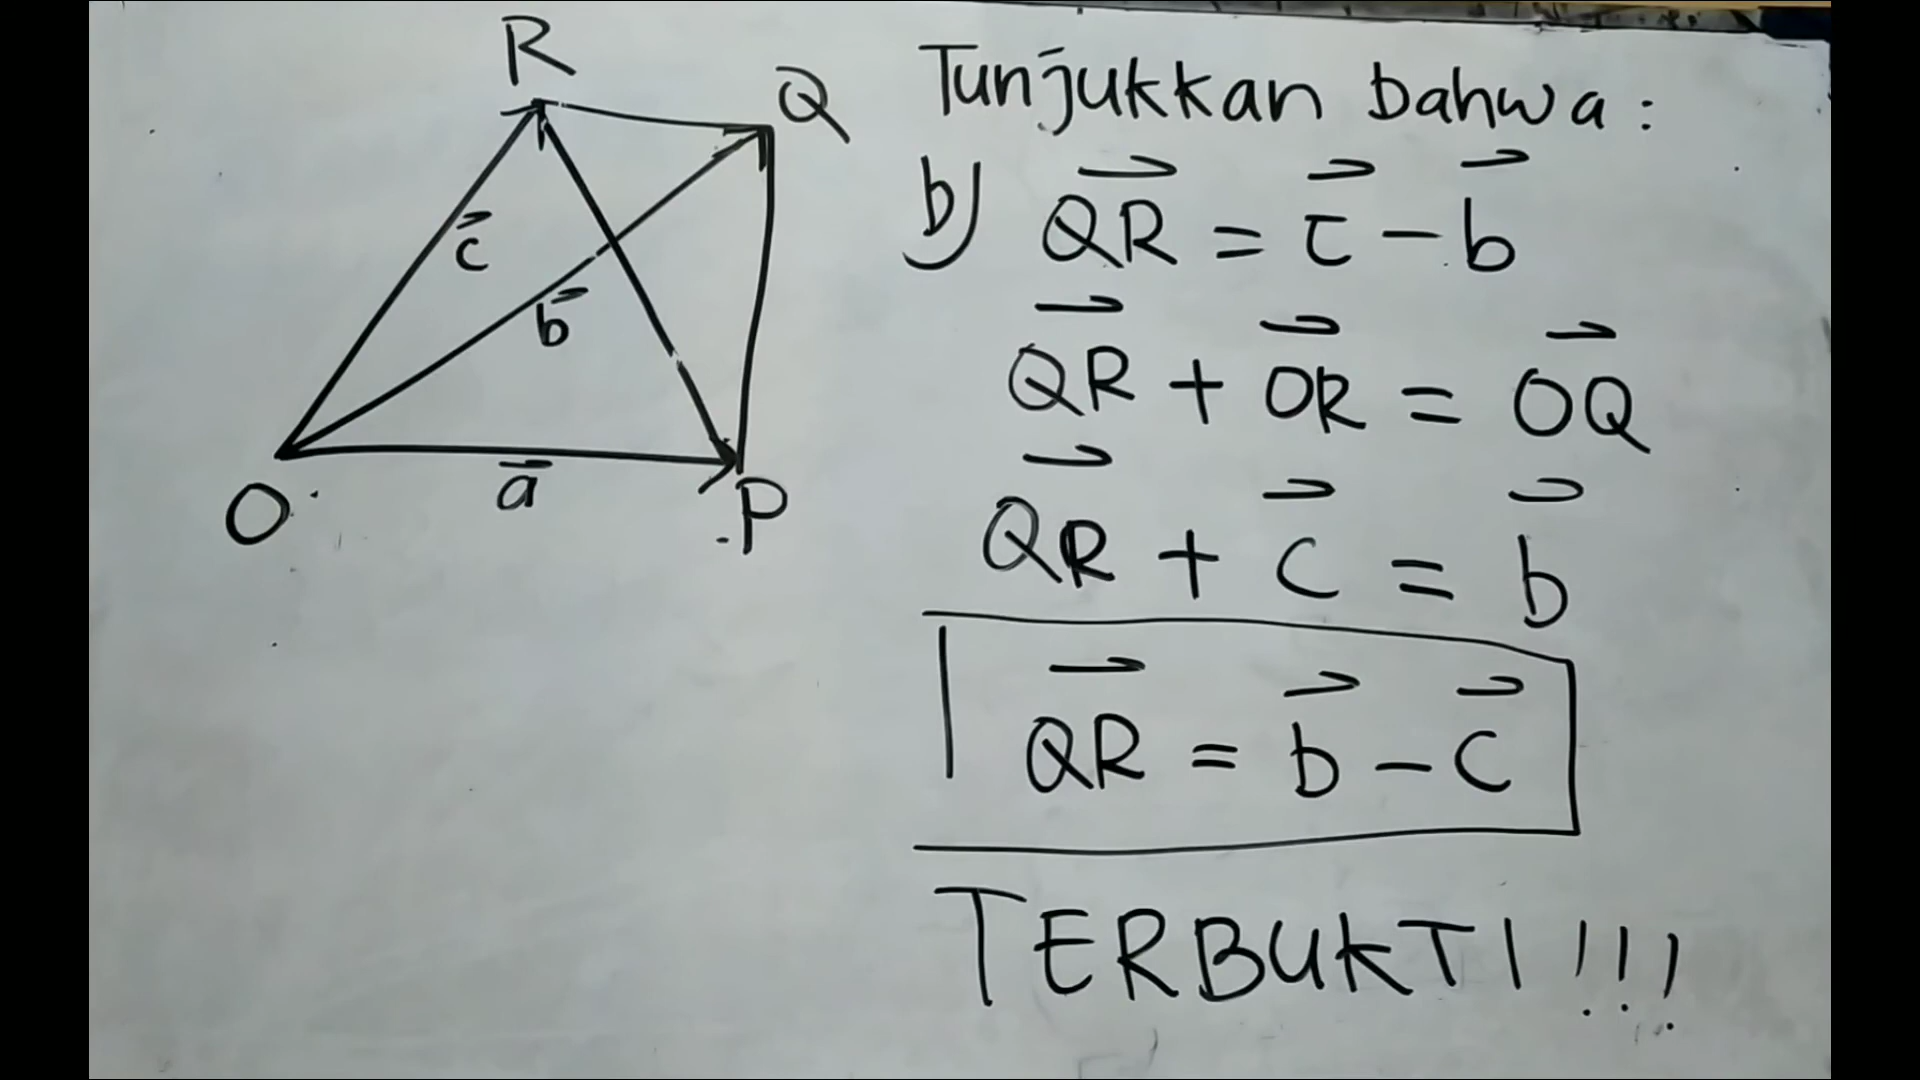 R
Q
c⃗
b⃗
a⃗
O
P
Tunjukkan bahwa:
b) QR⃗ = c⃗ - b⃗
QR⃗ + OR⃗ = OQ⃗
QR⃗ + c⃗ = b⃗
QR⃗ = b⃗ - c⃗
TERBUKTI!!!